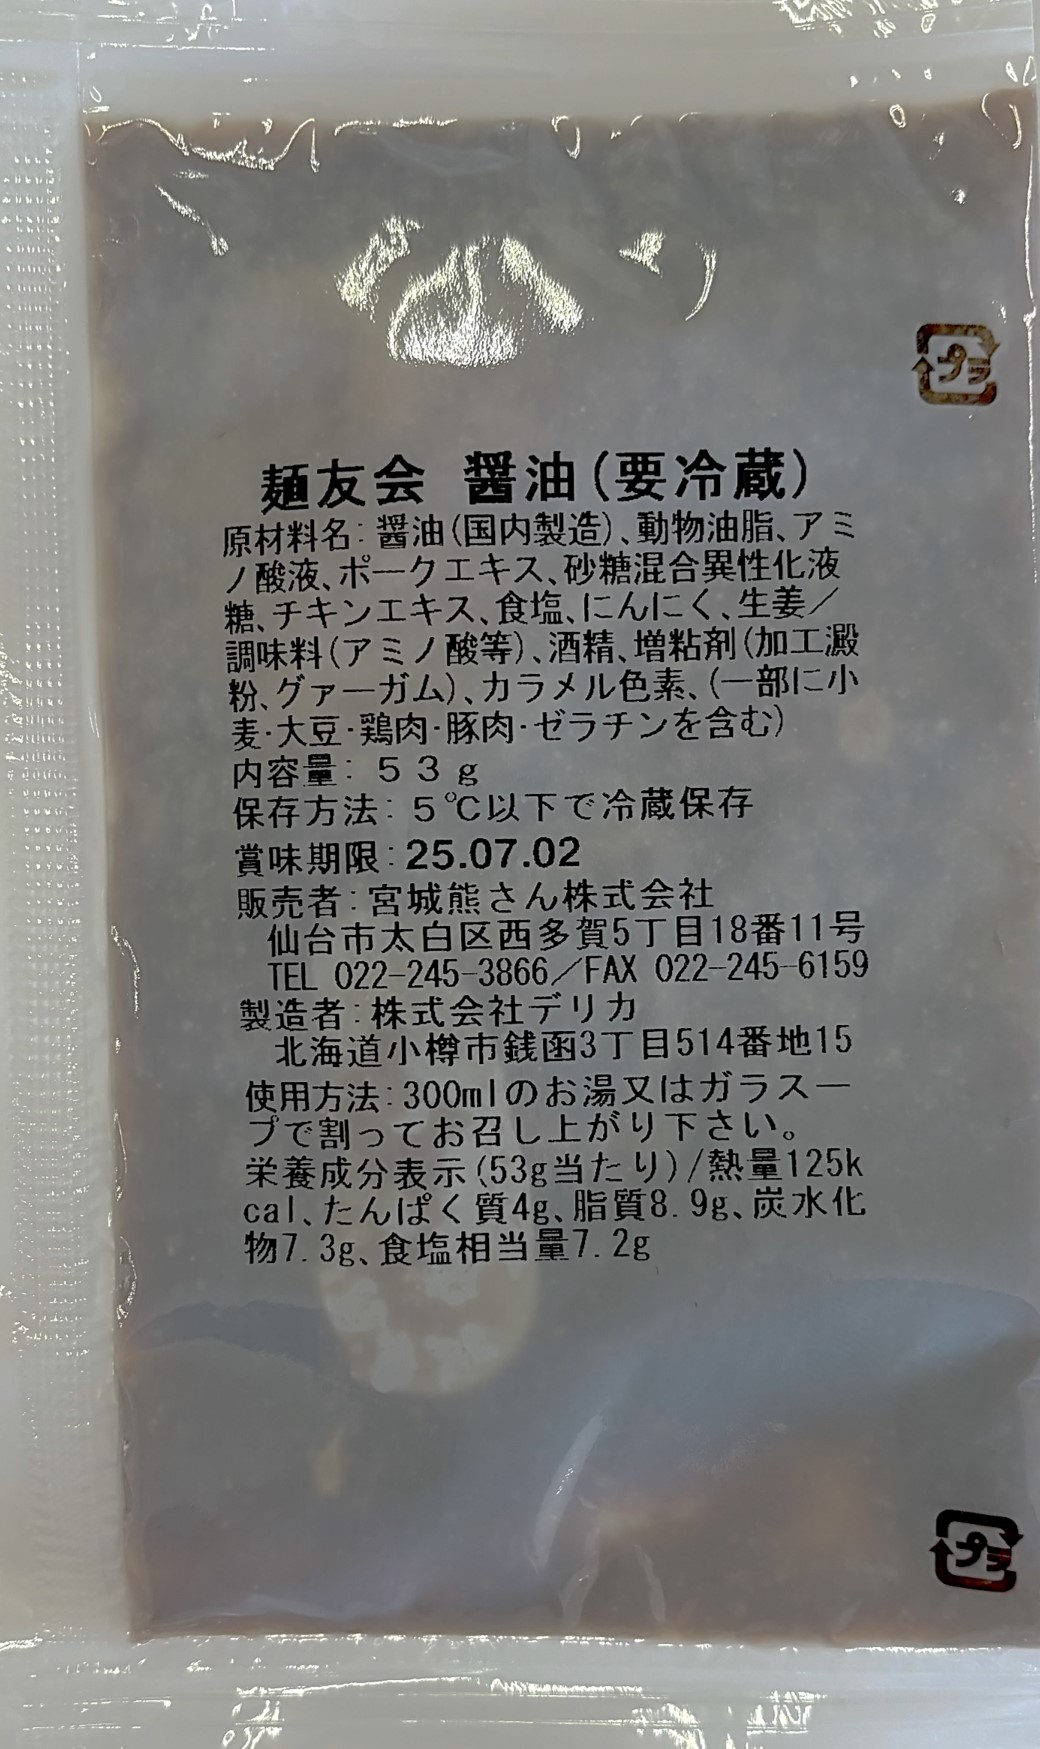 プラ
麺友会 醤油(要冷蔵)
原材料名:醤油(国内製造)、動物油脂、アミ
ノ酸液、ポークエキス、砂糖混合異性化液
糖、チキンエキス、食塩、にんにく、生姜/
調味料(アミノ酸等)、酒精、増粘剤(加工澱
粉、グァーガム)、カラメル色素、(一部に小
麦・大豆・鶏肉・豚肉・ゼラチンを含む)
内容量:53g
保存方法:5℃以下で冷蔵保存
賞味期限:25.07.02
販売者:宮城熊さん株式会社
仙台市太白区西多賀5丁目18番11号
TEL 022-245-3866/FAX 022-245-6159
製造者:株式会社デリカ
北海道小樽市銭函3丁目514番地15
使用方法:300mlのお湯又はガラスー
プで割ってお召し上がり下さい。
栄養成分表示(53g当たり)/熱量125k
cal、たんぱく質4g、脂質8.9g、炭水化
物7.3g、食塩相当量7.2g
プラ